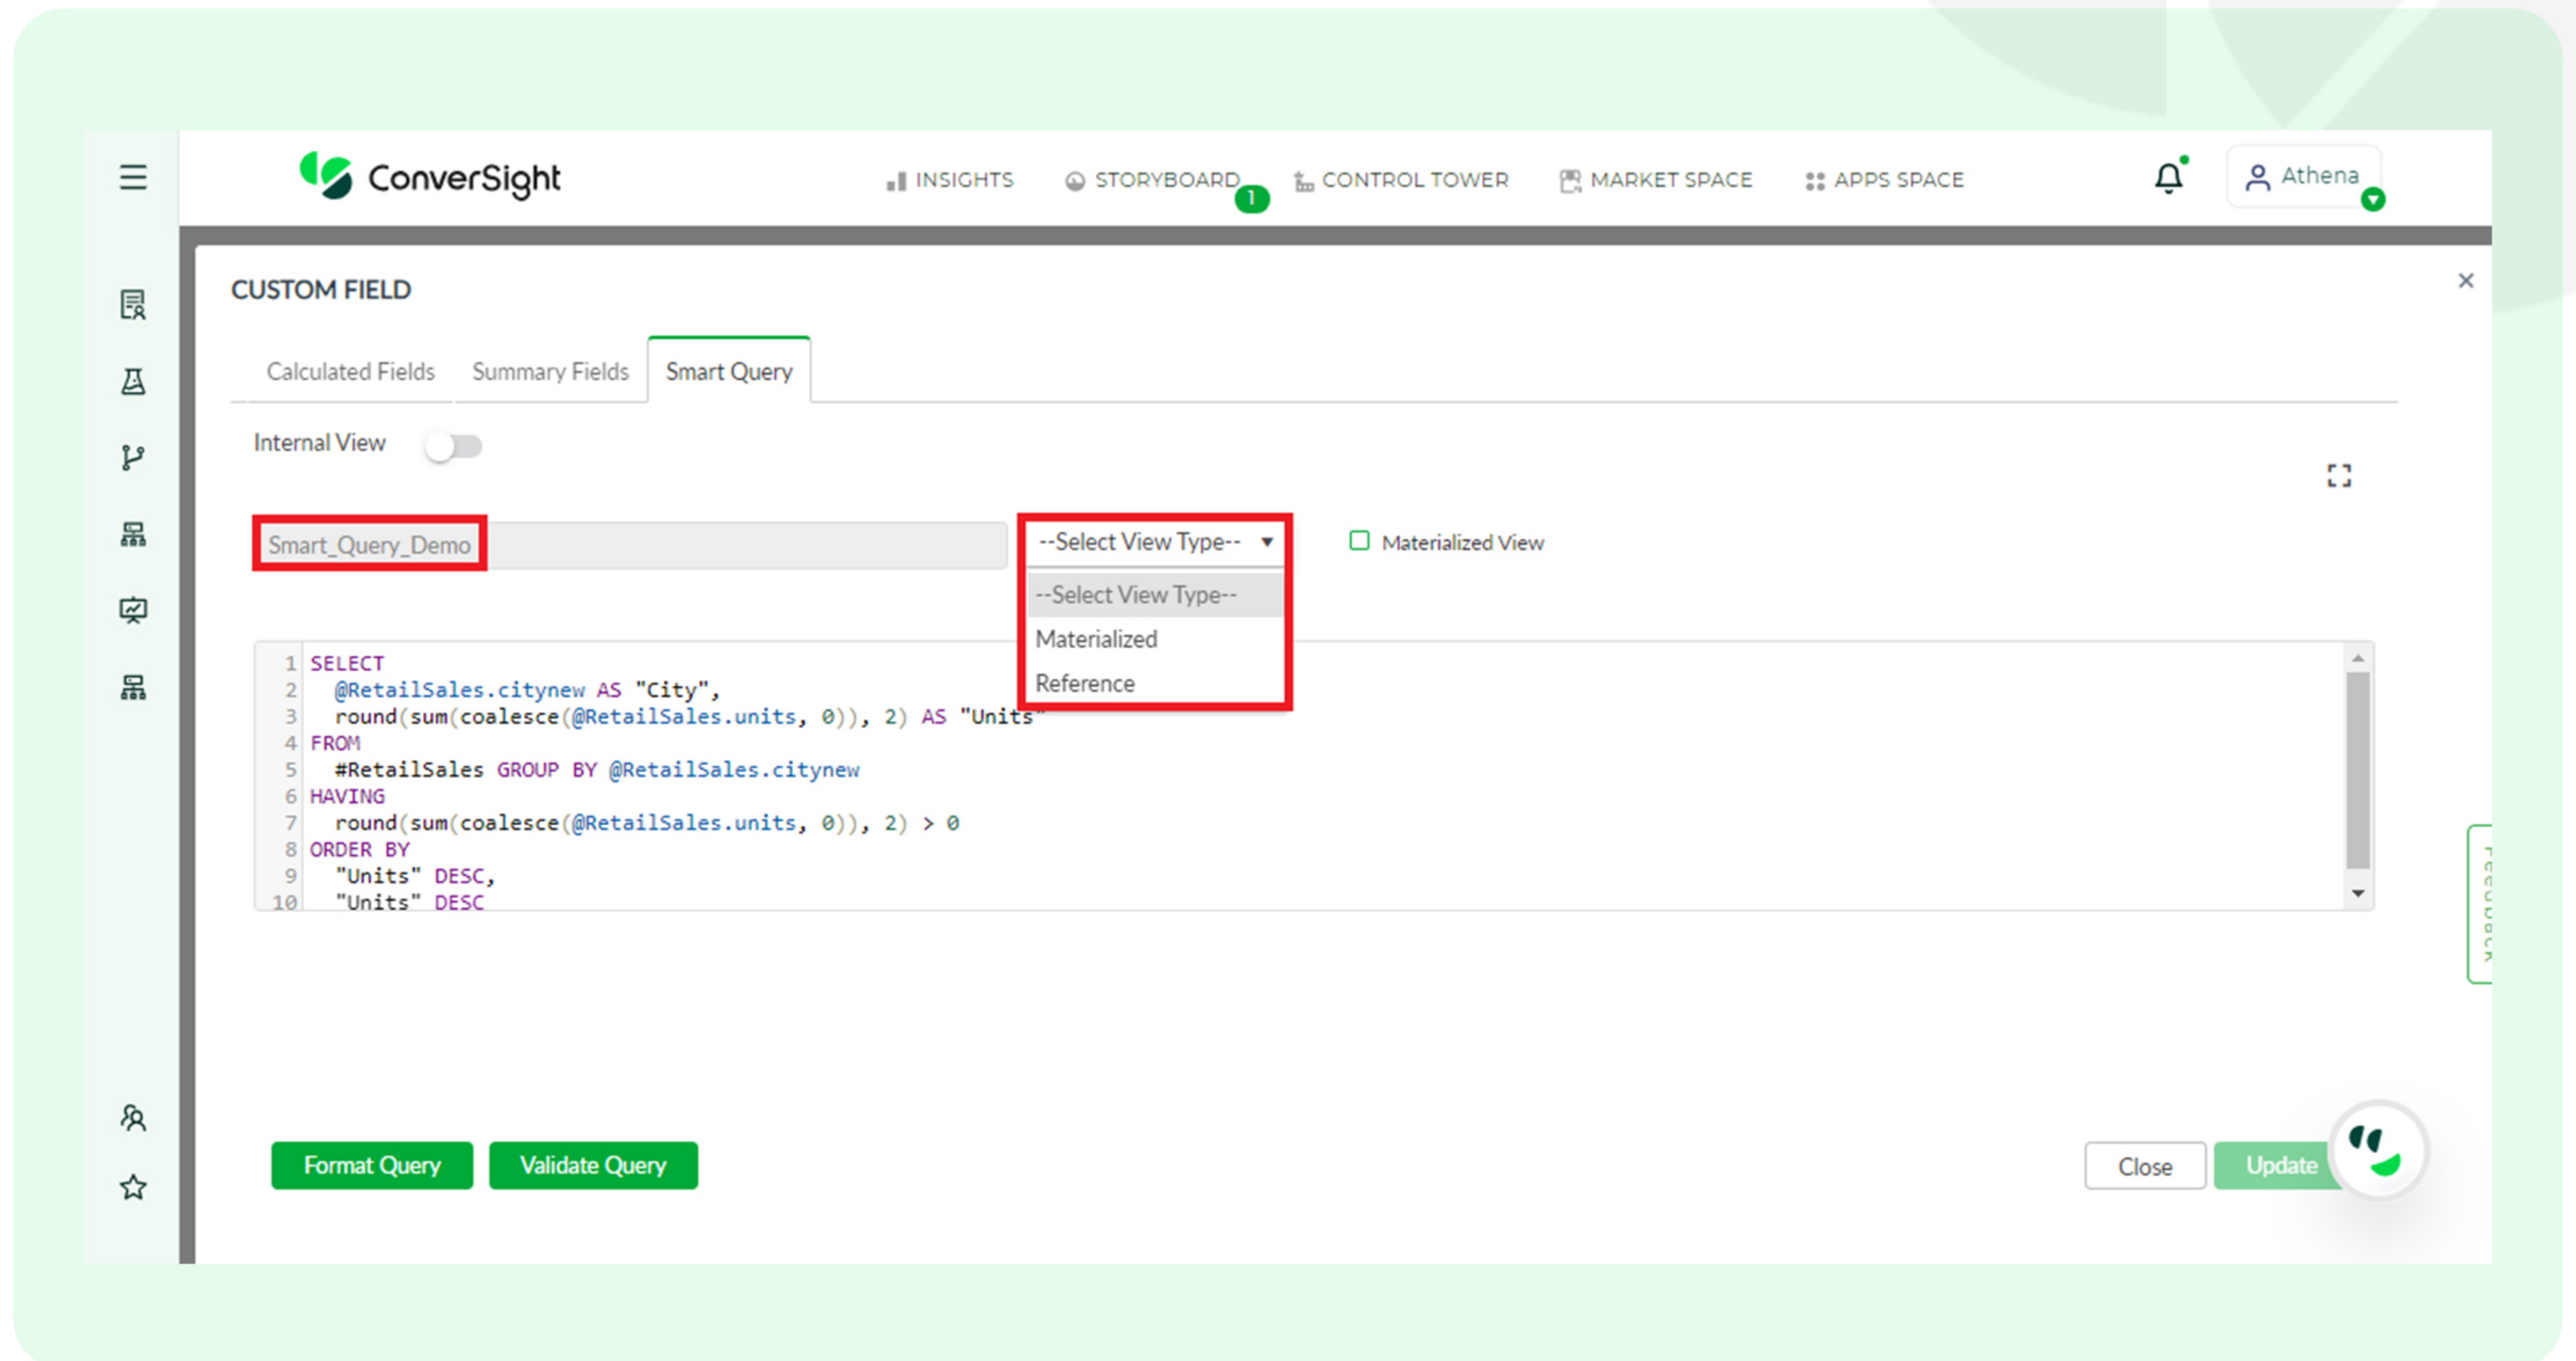 ConverSight
INSIGHTS
STORYBOARD
1
CONTROL TOWER
MARKET SPACE
APPS SPACE
Athena
CUSTOM FIELD
×
Calculated Fields
Summary Fields
Smart Query
Internal View
Smart_Query_Demo
--Select View Type--
Materialized View
--Select View Type--
Materialized
Reference
1 SELECT
2 @RetailSales.citynew AS "City",
3 round(sum(coalesce(@RetailSales.units, 0)), 2) AS "Units"
4 FROM
5 #RetailSales GROUP BY @RetailSales.citynew
6 HAVING
7 round(sum(coalesce(@RetailSales.units, 0)), 2) > 0
8 ORDER BY
9 "Units" DESC,
10 "Units" DESC
Feedback
Format Query
Validate Query
Close
Update